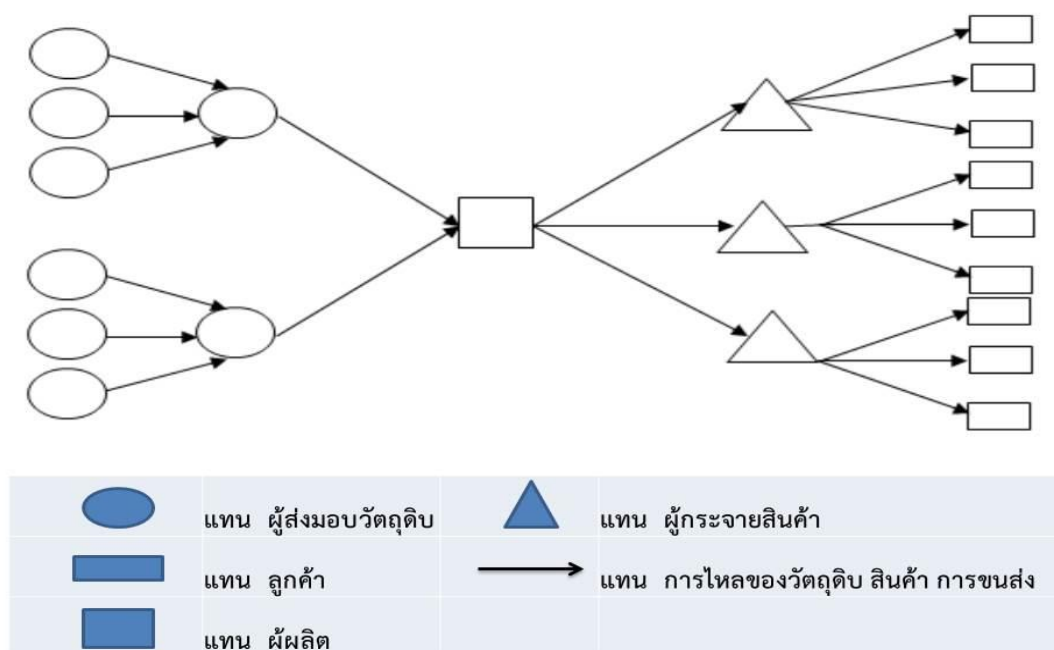 แทน ผู้ส่งมอบวัตถุดิบ
แทน ผู้กระจายสินค้า
แทน ลูกค้า
แทน การไหลของวัตถุดิบ สินค้า การขนส่ง
แทน ผู้ผลิต